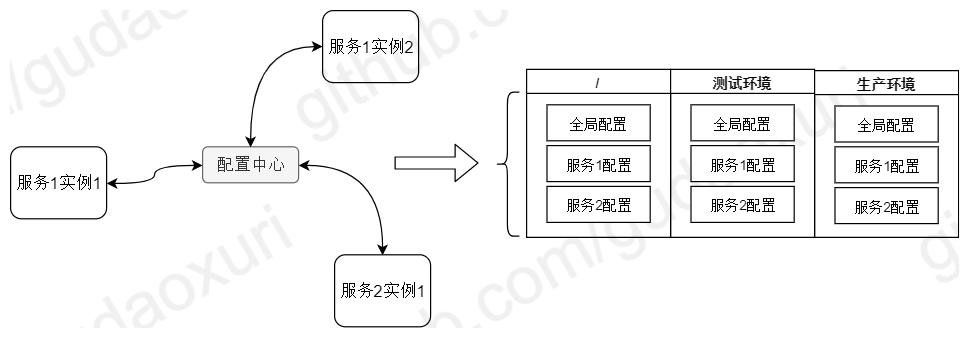 服务1实例2
配置中心
服务1实例1
服务2实例1
/
测试环境
生产环境
全局配置
全局配置
全局配置
服务1配置
服务1配置
服务1配置
服务2配置
服务2配置
服务2配置
/gudaoxuri
github.co
gudaoxuri
ub.com/gudaoxuri
gi